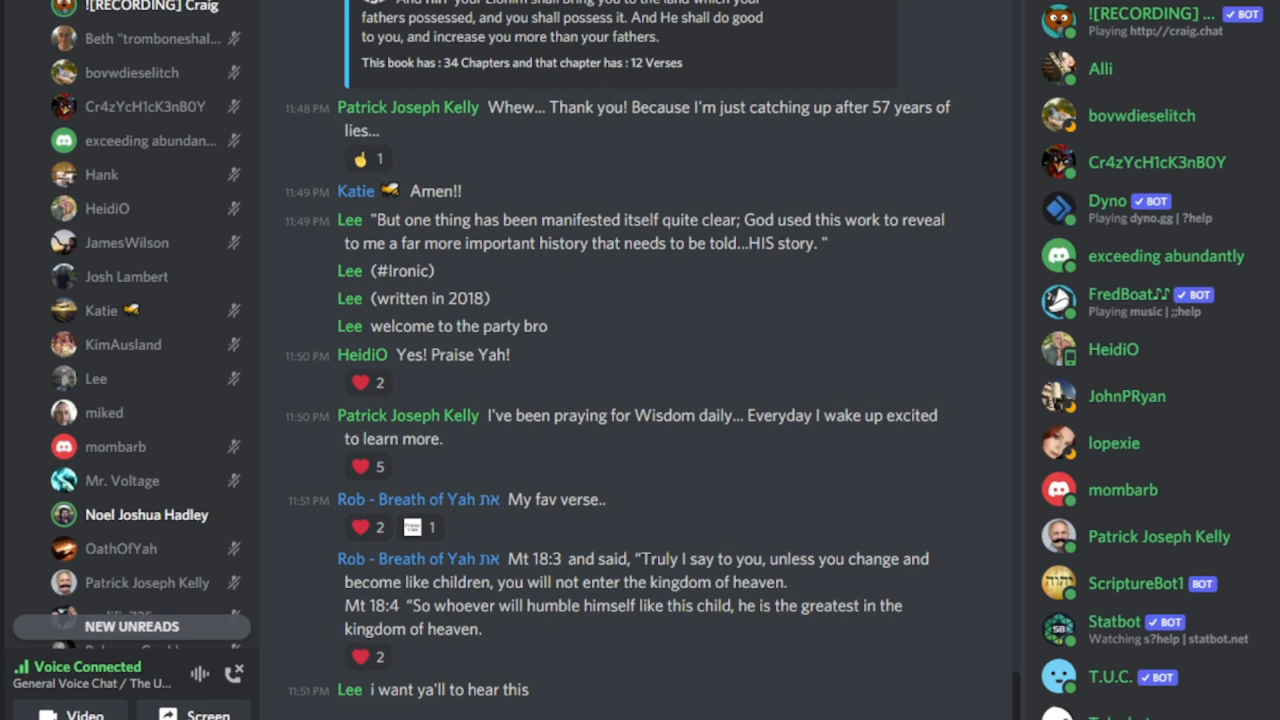 ![RECORDING] Craig
Beth "tromboneshal...
bovwdieselitch
Cr4zYcH1cK3nB0Y
exceeding abundan...
Hank
HeidiO
JamesWilson
Josh Lambert
Katie
KimAusland
Lee
miked
mombarb
Mr. Voltage
Noel Joshua Hadley
OathOfYah
Patrick Joseph Kelly
NEW UNREADS
Voice Connected
General Voice Chat / The U...
Video
Screen
your Elohim shall bring you to the land which your
fathers possessed, and you shall possess it. And He shall do good
to you, and increase you more than your fathers.
This book has : 34 Chapters and that chapter has : 12 Verses
11:48 PM Patrick Joseph Kelly Whew... Thank you! Because I'm just catching up after 57 years of
lies...
1
11:49 PM Katie Amen!!
11:49 PM Lee "But one thing has been manifested itself quite clear; God used this work to reveal
to me a far more important history that needs to be told...HIS story. "
Lee (#Ironic)
Lee (written in 2018)
Lee welcome to the party bro
11:50 PM HeidiO Yes! Praise Yah!
2
11:50 PM Patrick Joseph Kelly I've been praying for Wisdom daily... Everyday I wake up excited
to learn more.
5
11:51 PM Rob - Breath of Yah את My fav verse..
2 1
Rob - Breath of Yah את Mt 18:3 and said, “Truly I say to you, unless you change and
become like children, you will not enter the kingdom of heaven.
Mt 18:4 “So whoever will humble himself like this child, he is the greatest in the
kingdom of heaven.
2
11:51 PM Lee i want ya'll to hear this
![RECORDING] ... BOT
Playing http://craig.chat
Alli
bovwdieselitch
Cr4zYcH1cK3nB0Y
Dyno BOT
Playing dyno.gg | ?help
exceeding abundantly
FredBoat♪♪ BOT
Playing music | ;;help
HeidiO
JohnPRyan
lopexie
mombarb
Patrick Joseph Kelly
יהוה
ScriptureBot1 BOT
SB
Statbot BOT
Watching s?help | statbot.net
T.U.C. BOT